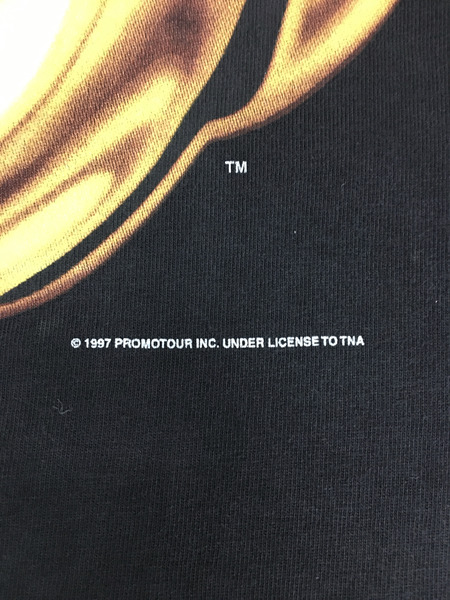 TM
© 1997 PROMOTOUR INC. UNDER LICENSE TO TNA